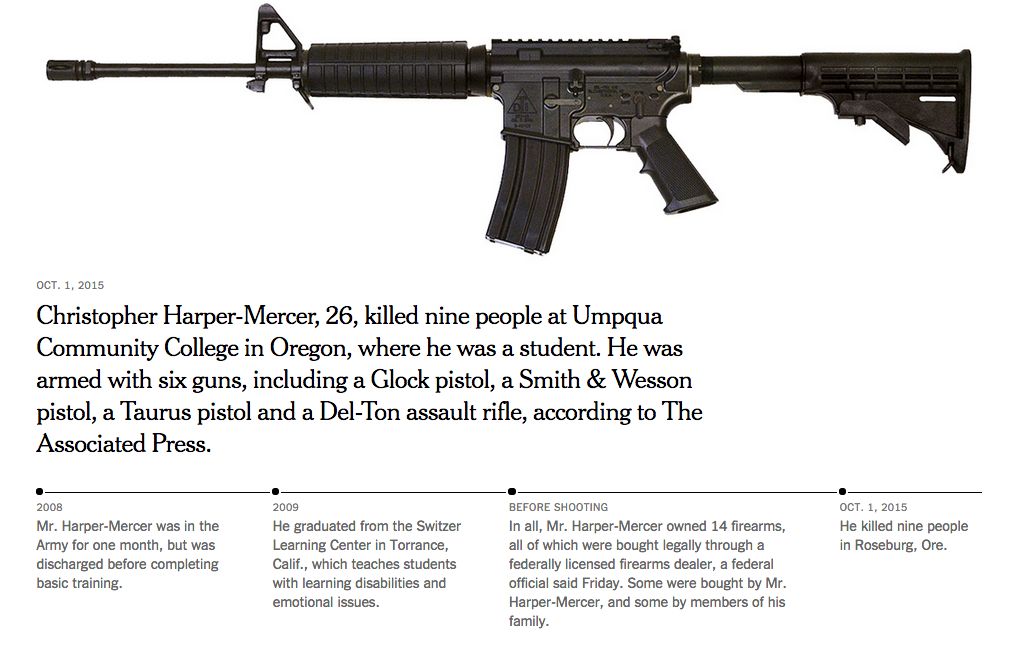 OCT. 1, 2015
Christopher Harper-Mercer, 26, killed nine people at Umpqua
Community College in Oregon, where he was a student. He was
armed with six guns, including a Glock pistol, a Smith & Wesson
pistol, a Taurus pistol and a Del-Ton assault rifle, according to The
Associated Press.
2008
Mr. Harper-Mercer was in the
Army for one month, but was
discharged before completing
basic training.
2009
He graduated from the Switzer
Learning Center in Torrance,
Calif., which teaches students
with learning disabilities and
emotional issues.
BEFORE SHOOTING
In all, Mr. Harper-Mercer owned 14 firearms,
all of which were bought legally through a
federally licensed firearms dealer, a federal
official said Friday. Some were bought by Mr.
Harper-Mercer, and some by members of his
family.
OCT. 1, 2015
He killed nine people
in Roseburg, Ore.